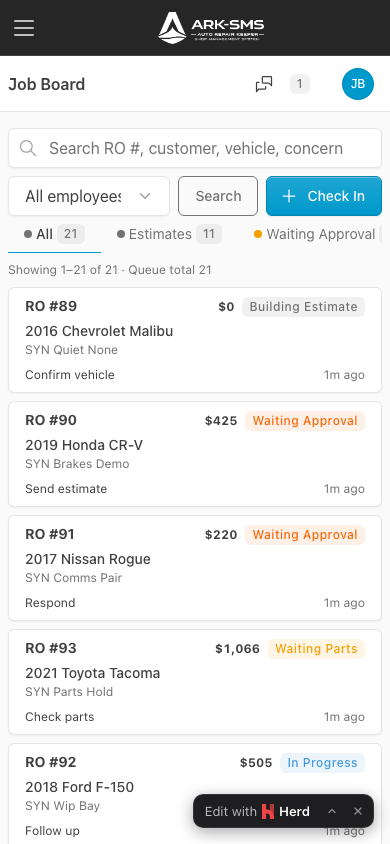 ARK-SMS
AUTO REPAIR KEEPER
SHOP MANAGEMENT SYSTEM
Job Board
1
JB
Search RO #, customer, vehicle, concern
All employees
Search
Check In
All 21
Estimates 11
Waiting Approval
Showing 1–21 of 21 · Queue total 21
RO #89 $0 Building Estimate
2016 Chevrolet Malibu
SYN Quiet None
Confirm vehicle 1m ago
RO #90 $425 Waiting Approval
2019 Honda CR-V
SYN Brakes Demo
Send estimate 1m ago
RO #91 $220 Waiting Approval
2017 Nissan Rogue
SYN Comms Pair
Respond 1m ago
RO #93 $1,066 Waiting Parts
2021 Toyota Tacoma
SYN Parts Hold
Check parts 1m ago
RO #92 $505 In Progress
2018 Ford F-150
SYN Wip Bay
Edit with Herd
Follow up 1m ago